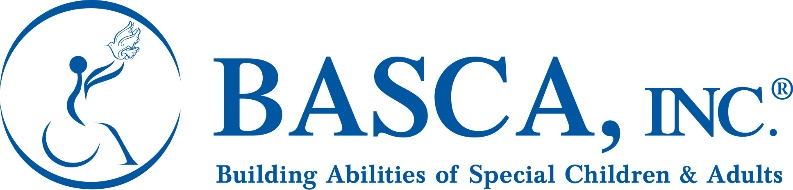 BASCA, INC.®
Building Abilities of Special Children & Adults